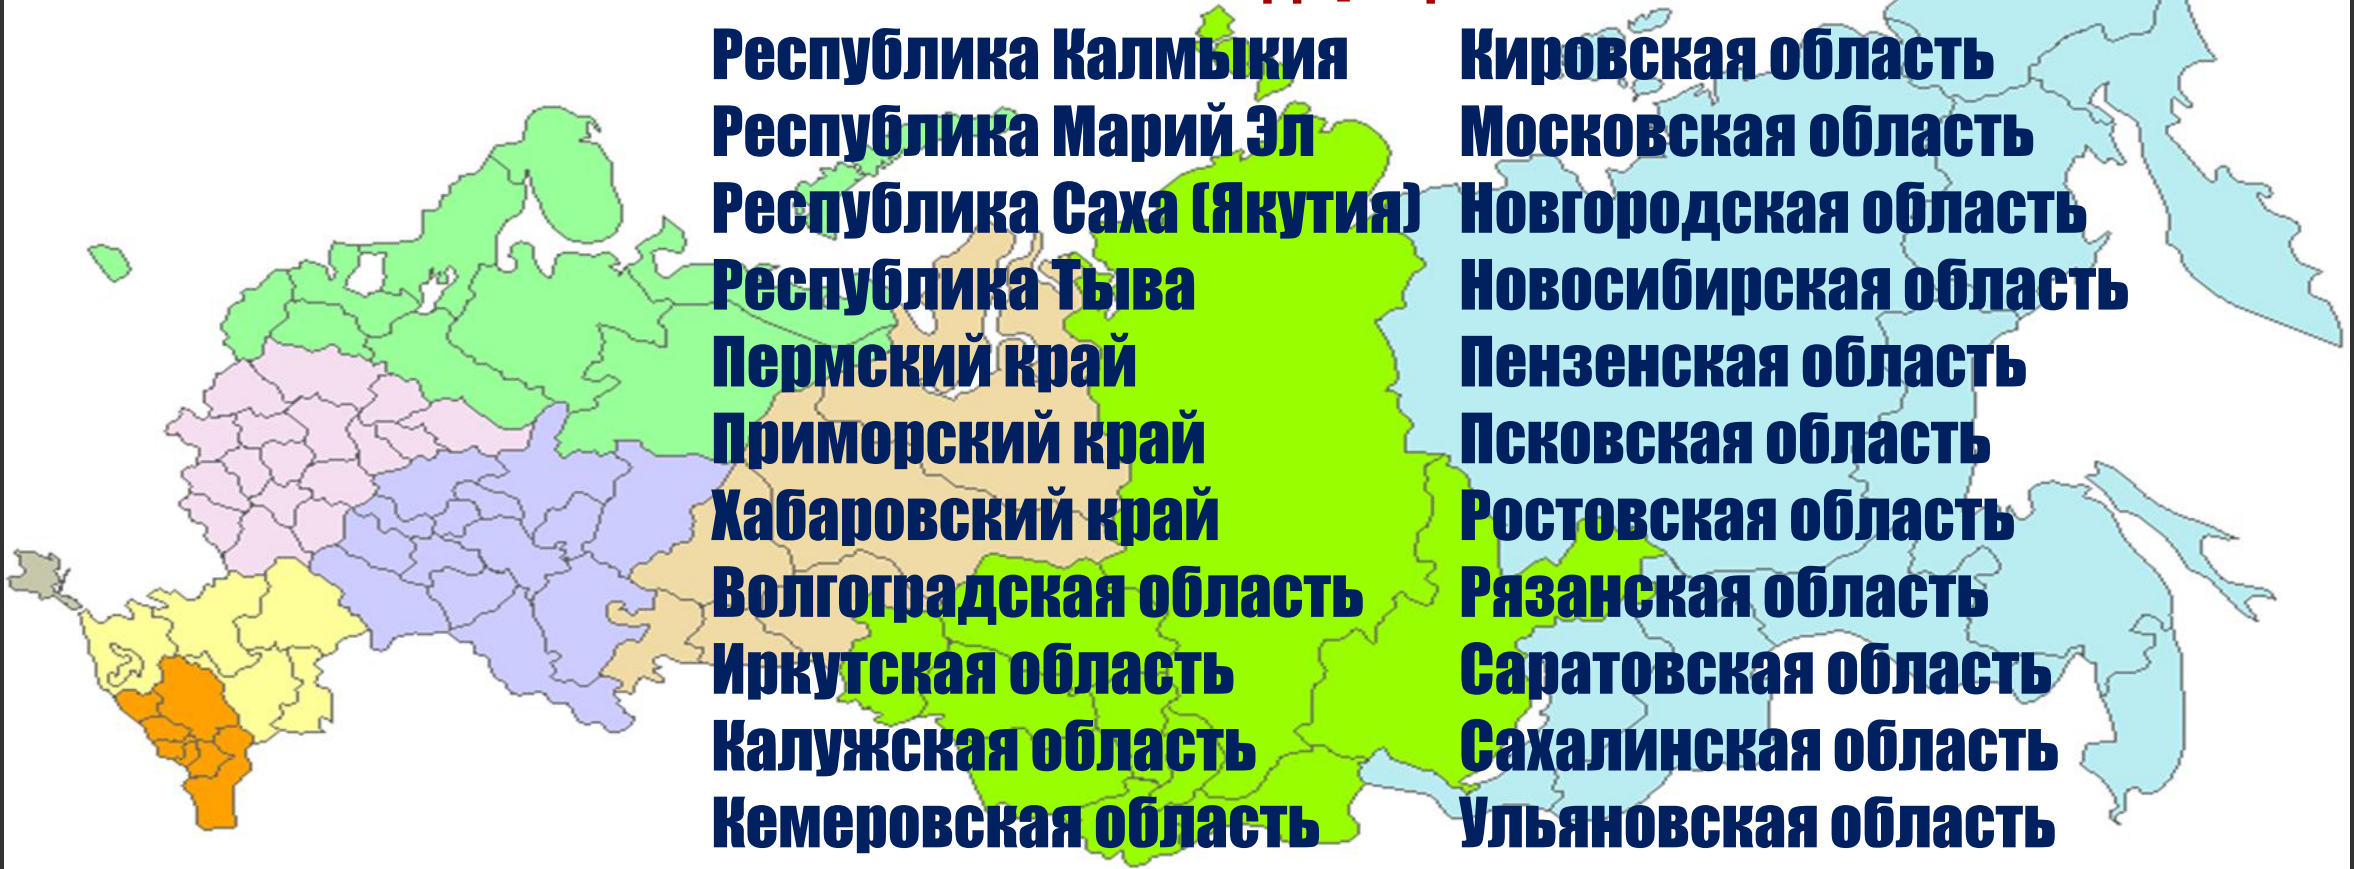 Республика Калмыкия
Республика Марий Эл
Республика Саха (Якутия)
Республика Тыва
Пермский край
Приморский край
Хабаровский край
Волгоградская область
Иркутская область
Калужская область
Кемеровская область
Кировская область
Московская область
Новгородская область
Новосибирская область
Пензенская область
Псковская область
Ростовская область
Рязанская область
Саратовская область
Сахалинская область
Ульяновская область